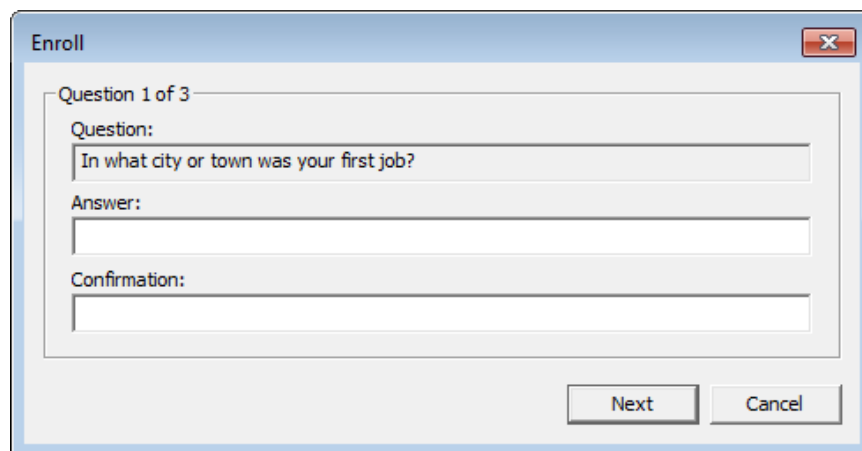 Enroll
Question 1 of 3
Question:
In what city or town was your first job?
Answer:
Confirmation:
Next Cancel